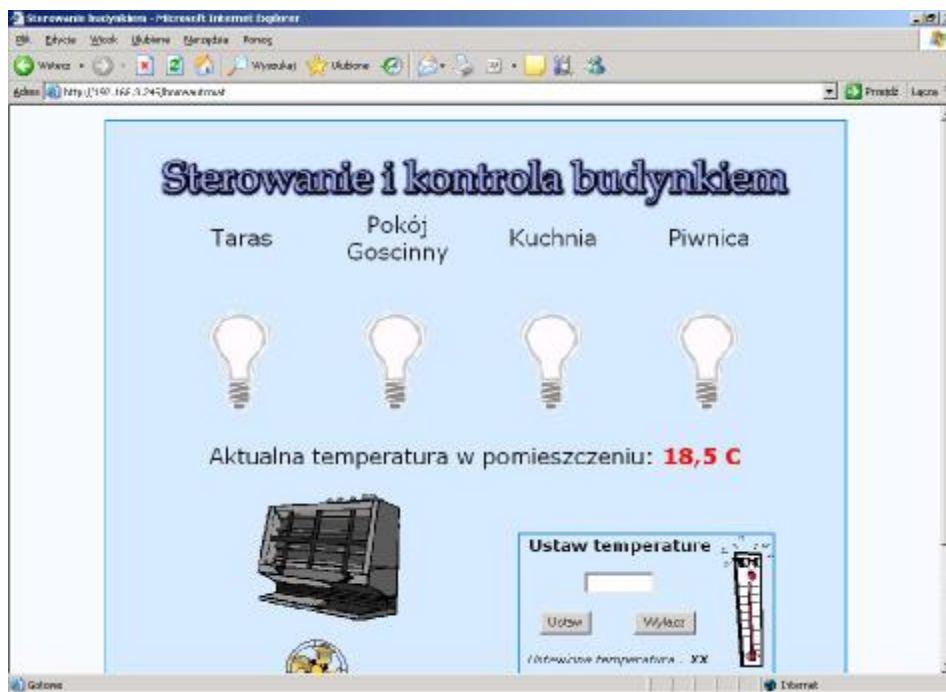 Sterowanie budynkiem - Microsoft Internet Explorer
Plik Edycja Widok Ulubione Narzędzia Pomoc
Wstecz Wyszukaj Ulubione
Adres Przejdź Łącza
Sterowanie i kontrola budynkiem
Taras Pokój Goscinny Kuchnia Piwnica
Aktualna temperatura w pomieszczeniu: 18,5 C
Ustaw temperature
Ustaw Wyłacz
Ustawiona temperatura : XX
Gotowe Internet